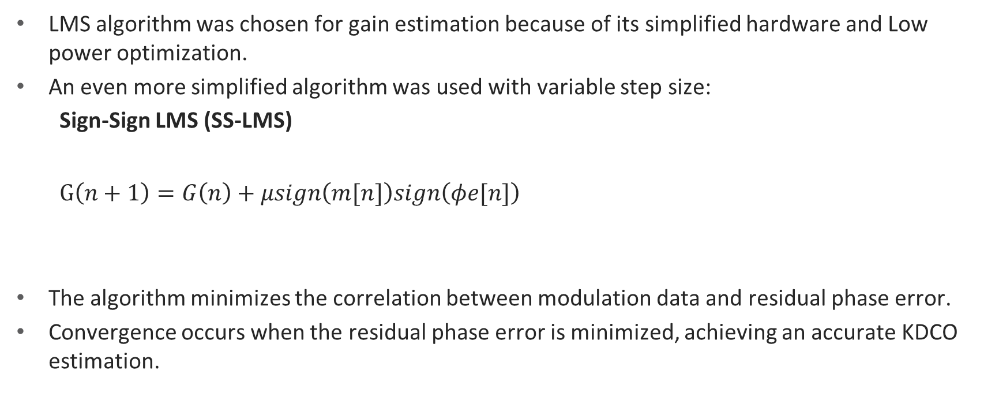 • LMS algorithm was chosen for gain estimation because of its simplified hardware and Low
power optimization.
• An even more simplified algorithm was used with variable step size:
Sign-Sign LMS (SS-LMS)
G(n + 1) = G(n) + μsign(m[n])sign(ϕe[n])
• The algorithm minimizes the correlation between modulation data and residual phase error.
• Convergence occurs when the residual phase error is minimized, achieving an accurate KDCO
estimation.